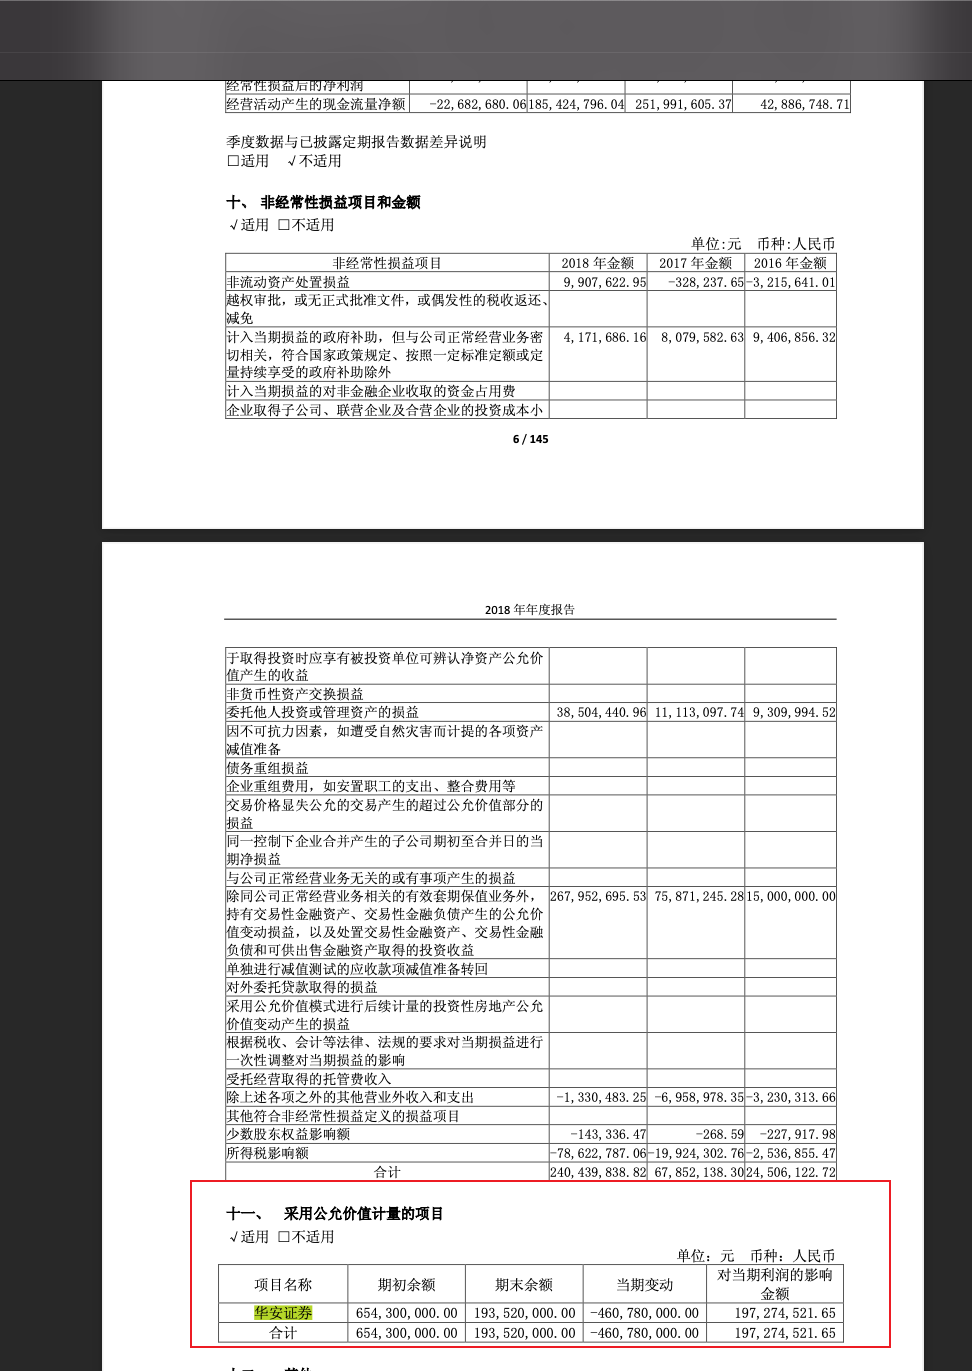 经常性损益后的净利润
经营活动产生的现金流量净额 -22,682,680.06 185,424,796.04 251,991,605.37 42,886,748.71
季度数据与已披露定期报告数据差异说明
□适用 √不适用
十、 非经常性损益项目和金额
√适用 □不适用
单位:元 币种:人民币
非经常性损益项目 2018 年金额 2017 年金额 2016 年金额
非流动资产处置损益 9,907,622.95 -328,237.65 -3,215,641.01
越权审批，或无正式批准文件，或偶发性的税收返还、
减免
计入当期损益的政府补助，但与公司正常经营业务密 4,171,686.16 8,079,582.63 9,406,856.32
切相关，符合国家政策规定、按照一定标准定额或定
量持续享受的政府补助除外
计入当期损益的对非金融企业收取的资金占用费
企业取得子公司、联营企业及合营企业的投资成本小
6 / 145
2018 年年度报告
于取得投资时应享有被投资单位可辨认净资产公允价
值产生的收益
非货币性资产交换损益
委托他人投资或管理资产的损益 38,504,440.96 11,113,097.74 9,309,994.52
因不可抗力因素，如遭受自然灾害而计提的各项资产
减值准备
债务重组损益
企业重组费用，如安置职工的支出、整合费用等
交易价格显失公允的交易产生的超过公允价值部分的
损益
同一控制下企业合并产生的子公司期初至合并日的当
期净损益
与公司正常经营业务无关的或有事项产生的损益
除同公司正常经营业务相关的有效套期保值业务外， 267,952,695.53 75,871,245.28 15,000,000.00
持有交易性金融资产、交易性金融负债产生的公允价
值变动损益，以及处置交易性金融资产、交易性金融
负债和可供出售金融资产取得的投资收益
单独进行减值测试的应收款项减值准备转回
对外委托贷款取得的损益
采用公允价值模式进行后续计量的投资性房地产公允
价值变动产生的损益
根据税收、会计等法律、法规的要求对当期损益进行
一次性调整对当期损益的影响
受托经营取得的托管费收入
除上述各项之外的其他营业外收入和支出 -1,330,483.25 -6,958,978.35 -3,230,313.66
其他符合非经常性损益定义的损益项目
少数股东权益影响额 -143,336.47 -268.59 -227,917.98
所得税影响额 -78,622,787.06 -19,924,302.76 -2,536,855.47
合计 240,439,838.82 67,852,138.30 24,506,122.72
十一、 采用公允价值计量的项目
√适用 □不适用
单位：元 币种：人民币
项目名称 期初余额 期末余额 当期变动 对当期利润的影响
金额
华安证券 654,300,000.00 193,520,000.00 -460,780,000.00 197,274,521.65
合计 654,300,000.00 193,520,000.00 -460,780,000.00 197,274,521.65